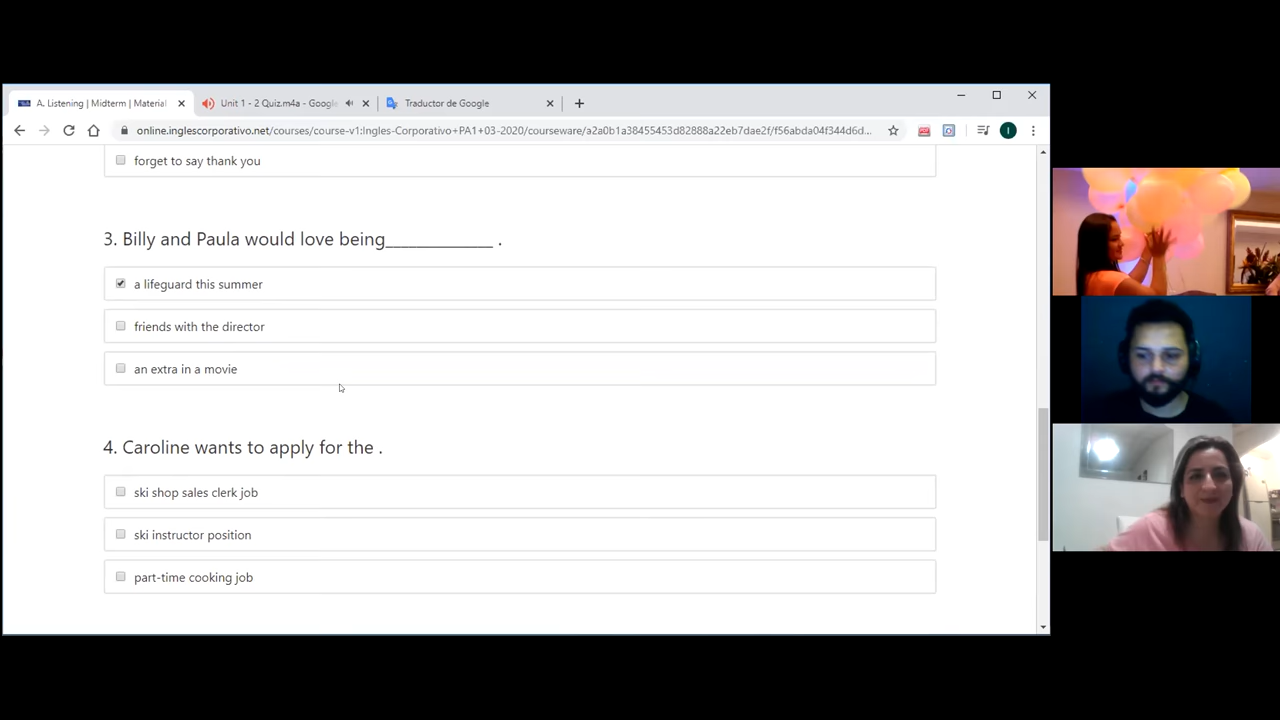 A. Listening | Midterm | Material
Unit 1 - 2 Quiz.m4a - Google
Traductor de Google
online.inglescorporativo.net/courses/course-v1:Ingles-Corporativo+PA1+03-2020/courseware/a2a0b1a38455453d82888a22eb7dae2f/f56abda04f344d6d...
I
forget to say thank you
3. Billy and Paula would love being_____________ .
a lifeguard this summer
friends with the director
an extra in a movie
4. Caroline wants to apply for the .
ski shop sales clerk job
ski instructor position
part-time cooking job